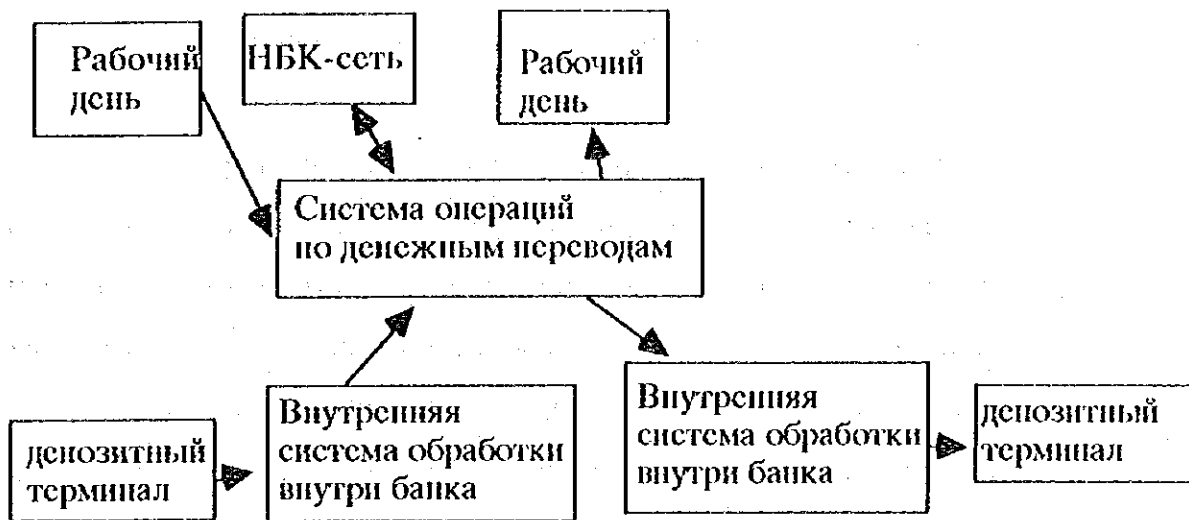 Рабочий
день
НБК-сеть
Рабочий
день
Система операций
по денежным переводам
депозитный
терминал
Внутренняя
система обработки
внутри банка
Внутренняя
система обработки
внутри банка
депозитный
терминал